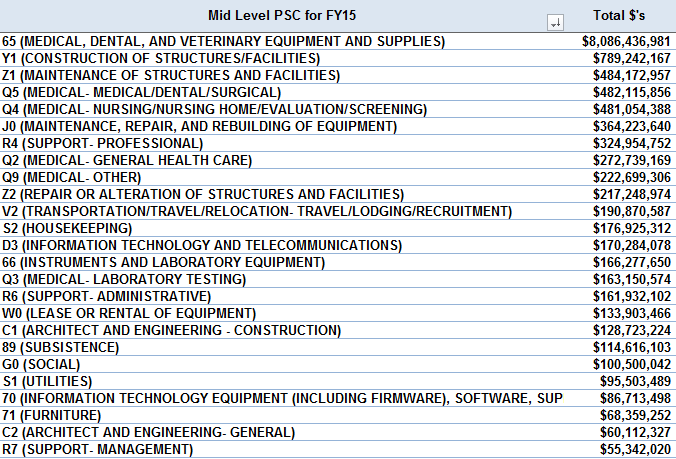 Mid Level PSC for FY15 Total $'s
65 (MEDICAL, DENTAL, AND VETERINARY EQUIPMENT AND SUPPLIES) $8,086,436,981
Y1 (CONSTRUCTION OF STRUCTURES/FACILITIES) $789,242,167
Z1 (MAINTENANCE OF STRUCTURES AND FACILITIES) $484,172,957
Q5 (MEDICAL- MEDICAL/DENTAL/SURGICAL) $482,115,856
Q4 (MEDICAL- NURSING/NURSING HOME/EVALUATION/SCREENING) $481,054,388
J0 (MAINTENANCE, REPAIR, AND REBUILDING OF EQUIPMENT) $364,223,640
R4 (SUPPORT- PROFESSIONAL) $324,954,752
Q2 (MEDICAL- GENERAL HEALTH CARE) $272,739,169
Q9 (MEDICAL- OTHER) $222,699,306
Z2 (REPAIR OR ALTERATION OF STRUCTURES AND FACILITIES) $217,248,974
V2 (TRANSPORTATION/TRAVEL/RELOCATION- TRAVEL/LODGING/RECRUITMENT) $190,870,587
S2 (HOUSEKEEPING) $176,925,312
D3 (INFORMATION TECHNOLOGY AND TELECOMMUNICATIONS) $170,284,078
66 (INSTRUMENTS AND LABORATORY EQUIPMENT) $166,277,650
Q3 (MEDICAL- LABORATORY TESTING) $163,150,574
R6 (SUPPORT- ADMINISTRATIVE) $161,932,102
W0 (LEASE OR RENTAL OF EQUIPMENT) $133,903,466
C1 (ARCHITECT AND ENGINEERING - CONSTRUCTION) $128,723,224
89 (SUBSISTENCE) $114,616,103
G0 (SOCIAL) $100,500,042
S1 (UTILITIES) $95,503,489
70 (INFORMATION TECHNOLOGY EQUIPMENT (INCLUDING FIRMWARE), SOFTWARE, SUP $86,713,498
71 (FURNITURE) $68,359,252
C2 (ARCHITECT AND ENGINEERING- GENERAL) $60,112,327
R7 (SUPPORT- MANAGEMENT) $55,342,020